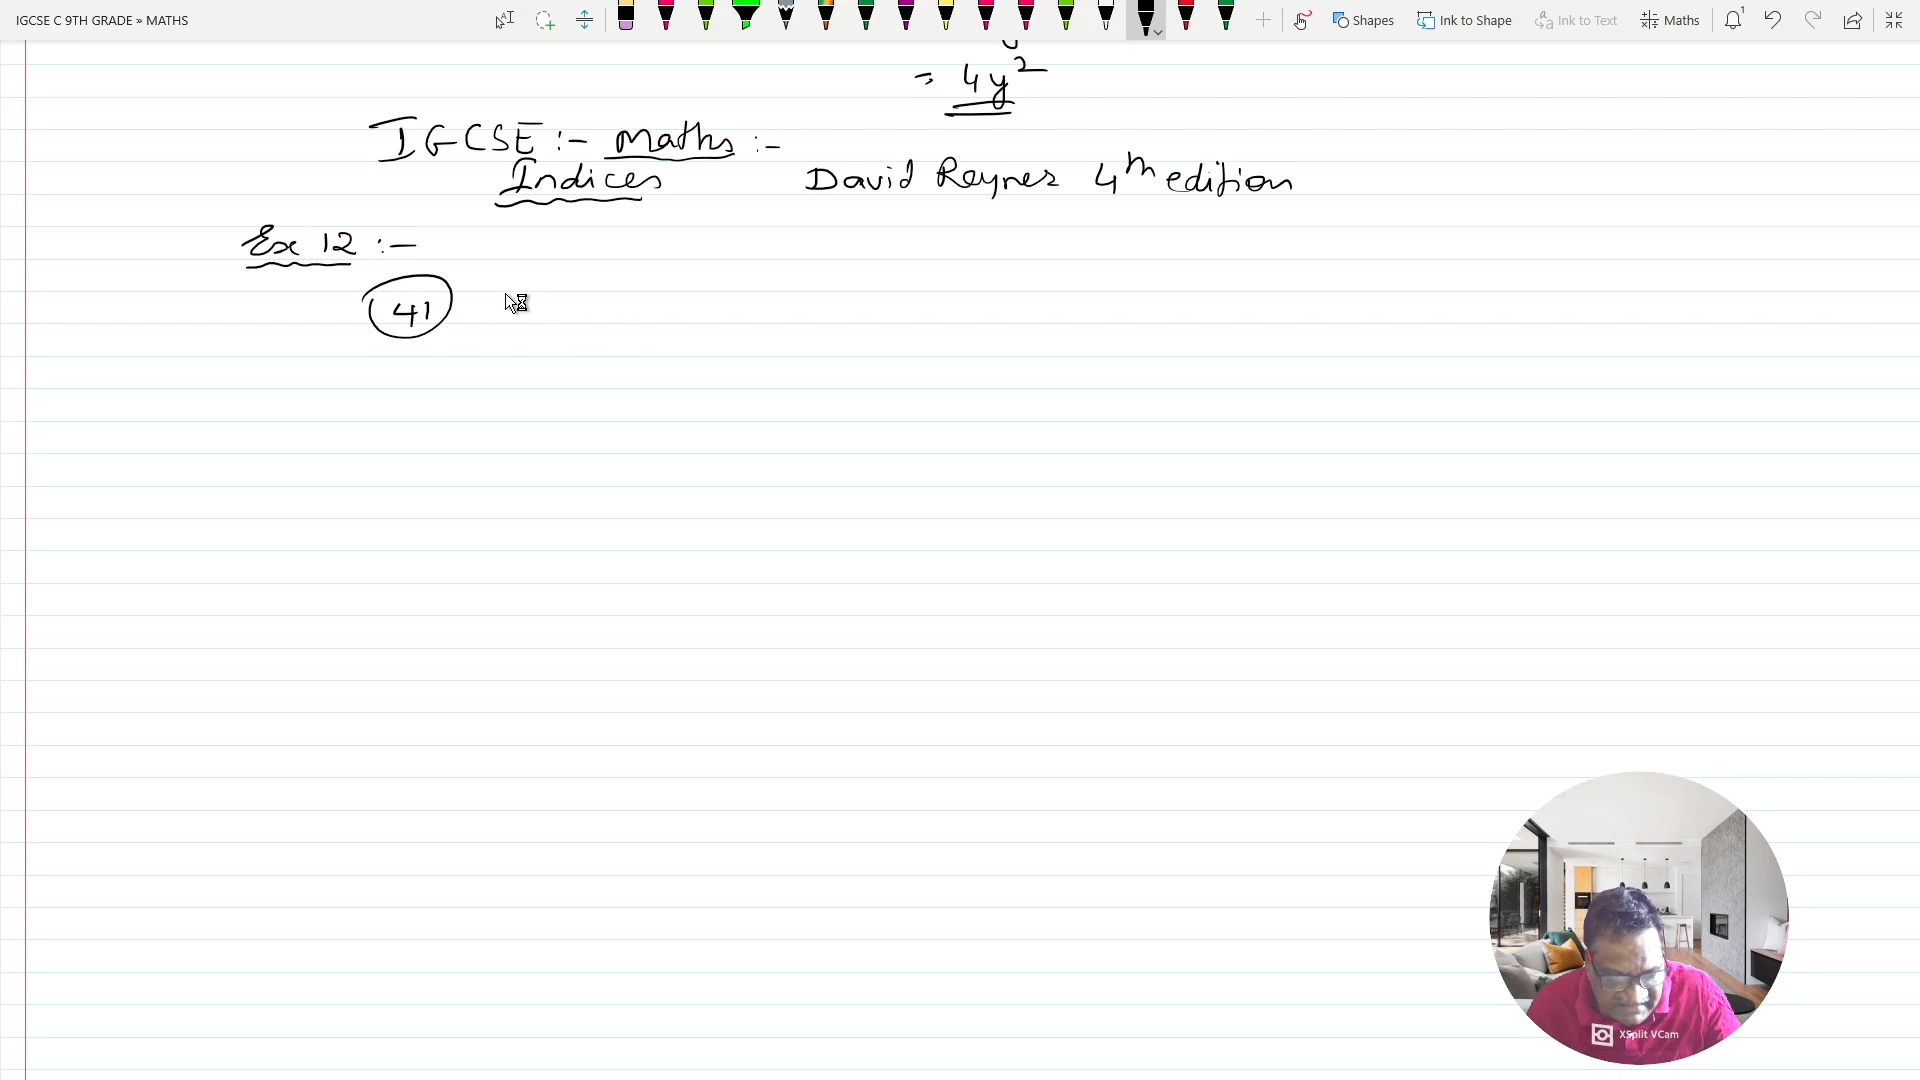 IGCSE C 9TH GRADE » MATHS
Shapes Ink to Shape Ink to Text Maths 1
= 4y²
IGCSE :- Maths :-
Indices David Rayner 4th edition
Ex 12 :-
41
XSplit VCam